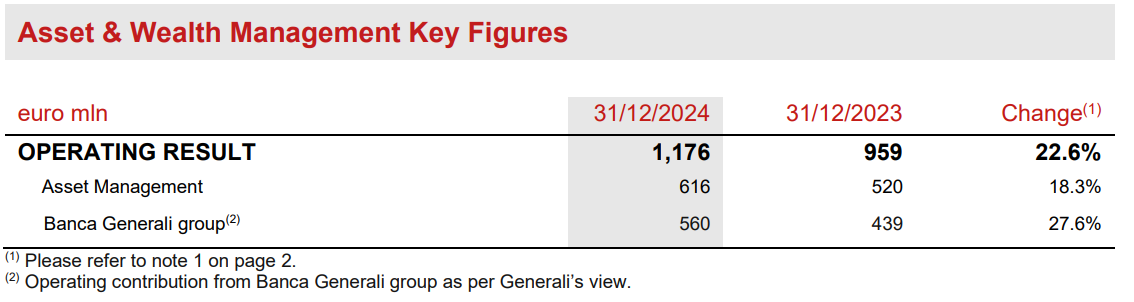 Asset & Wealth Management Key Figures
euro mln 31/12/2024 31/12/2023 Change(1)
OPERATING RESULT 1,176 959 22.6%
Asset Management 616 520 18.3%
Banca Generali group(2) 560 439 27.6%
(1) Please refer to note 1 on page 2.
(2) Operating contribution from Banca Generali group as per Generali’s view.